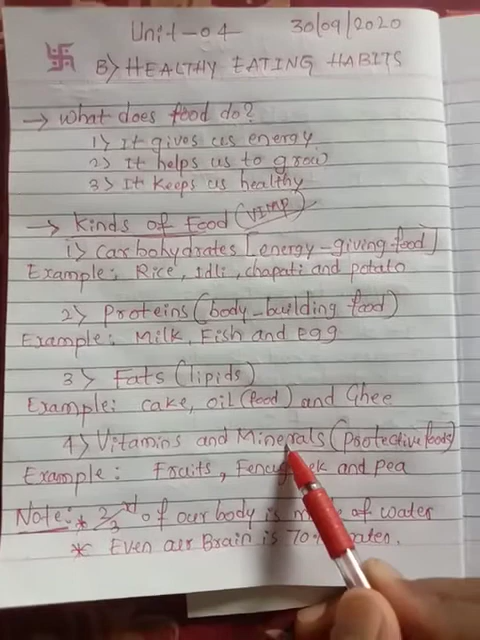 Unit-04 30/09/2020
B> HEALTHY EATING HABITS
→ What does food do?
1> It gives us energy
2> It helps us to grow
3> It keeps us healthy
→ Kinds of Food (VIMP)
1> Carbohydrates [energy-giving food]
Example: Rice, Idli, chapati and potato
2> Proteins (body-building food)
Example: Milk, Fish and egg
3> Fats (lipids)
Example: cake, oil (food) and Ghee
4> Vitamins and Minerals (Protective foods)
Example: Fruits, and Pea
Note: * 2/3rd of our body is of water
* Even our Brain is